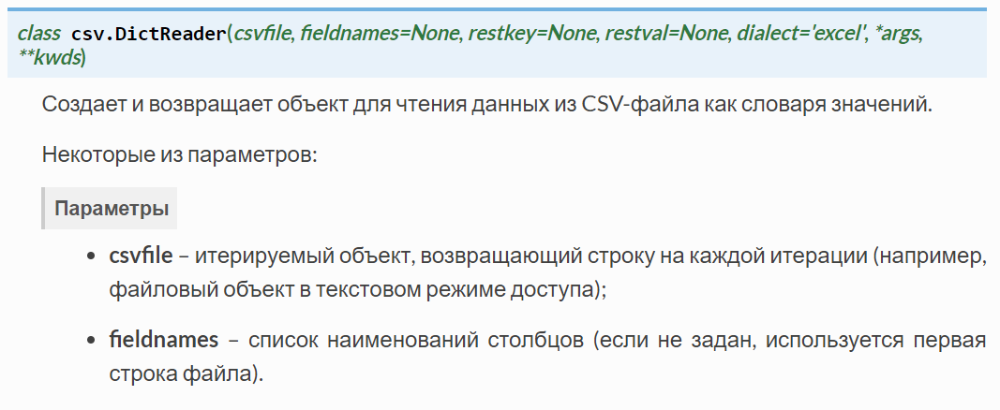 class csv.DictReader(csvfile, fieldnames=None, restkey=None, restval=None, dialect='excel', *args,
**kwds)
Создает и возвращает объект для чтения данных из CSV-файла как словаря значений.
Некоторые из параметров:
Параметры
• csvfile – итерируемый объект, возвращающий строку на каждой итерации (например,
файловый объект в текстовом режиме доступа);
• fieldnames – список наименований столбцов (если не задан, используется первая
строка файла).